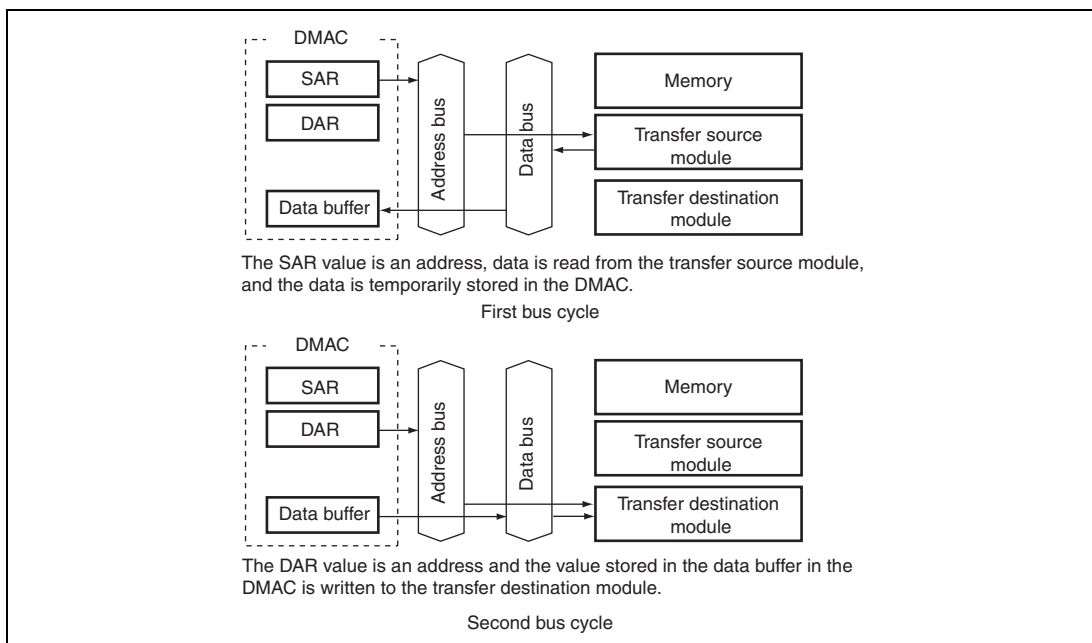 DMAC
SAR
DAR
Data buffer
Address bus
Data bus
Memory
Transfer source
module
Transfer destination
module
The SAR value is an address, data is read from the transfer source module,
and the data is temporarily stored in the DMAC.
First bus cycle
DMAC
SAR
DAR
Data buffer
Address bus
Data bus
Memory
Transfer source
module
Transfer destination
module
The DAR value is an address and the value stored in the data buffer in the
DMAC is written to the transfer destination module.
Second bus cycle